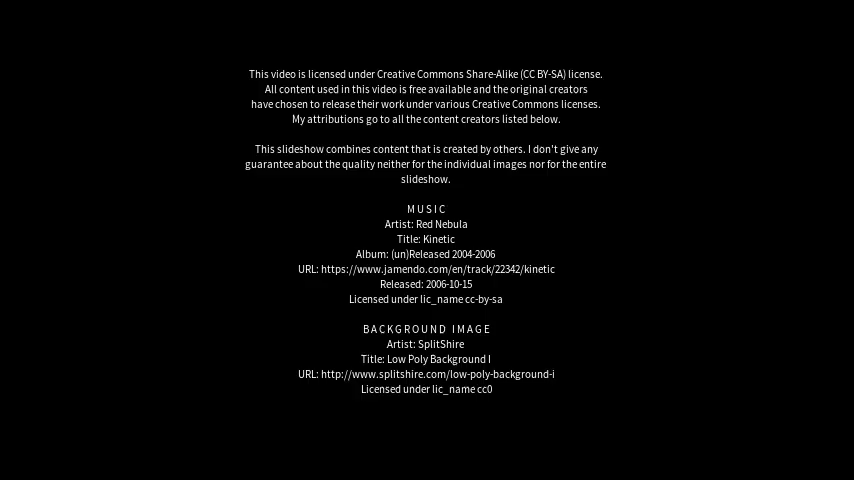 This video is licensed under Creative Commons Share-Alike (CC BY-SA) license.
All content used in this video is free available and the original creators
have chosen to release their work under various Creative Commons licenses.
My attributions go to all the content creators listed below.
This slideshow combines content that is created by others. I don't give any
guarantee about the quality neither for the individual images nor for the entire
slideshow.
MUSIC
Artist: Red Nebula
Title: Kinetic
Album: (un)Released 2004-2006
URL: https://www.jamendo.com/en/track/22342/kinetic
Released: 2006-10-15
Licensed under lic_name cc-by-sa
BACKGROUND IMAGE
Artist: SplitShire
Title: Low Poly Background I
URL: http://www.splitshire.com/low-poly-background-i
Licensed under lic_name cc0